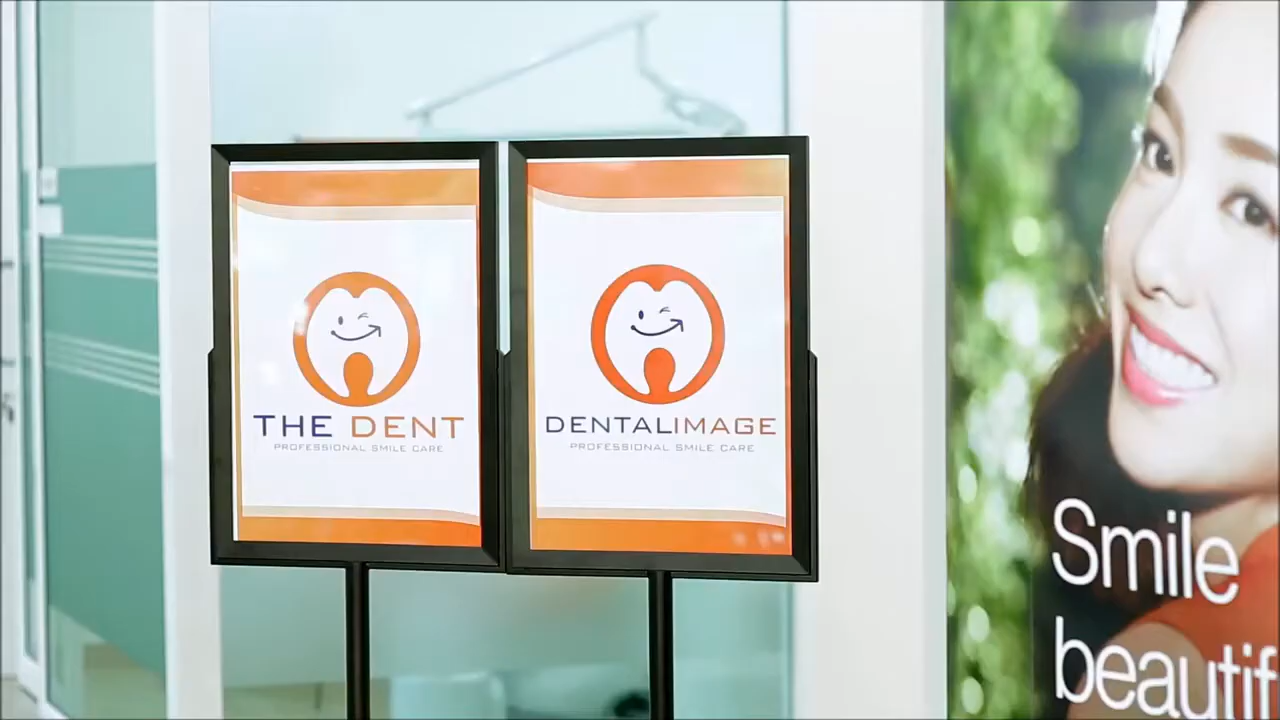 THE DENT
PROFESSIONAL SMILE CARE
DENTALIMAGE
PROFESSIONAL SMILE CARE
Smile
beautif